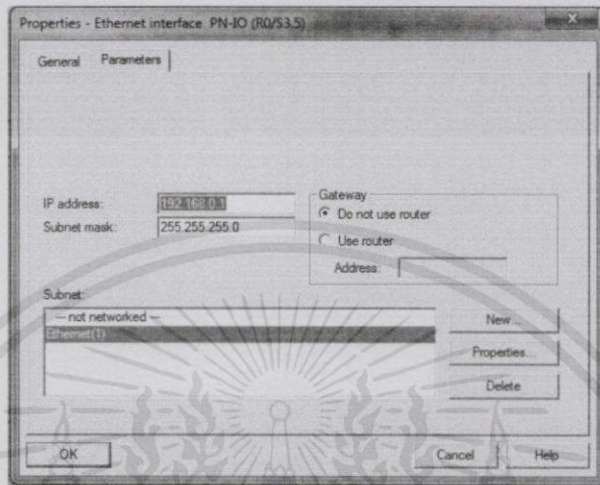 Properties - Ethernet interface PN-IO (R0/S3.5)
General
Parameters
IP address:
192.168.0.1
Subnet mask:
255.255.255.0
Gateway
Do not use router
Use router
Address:
Subnet:
--- not networked ---
Ethernet(1)
New...
Properties...
Delete
OK
Cancel
Help